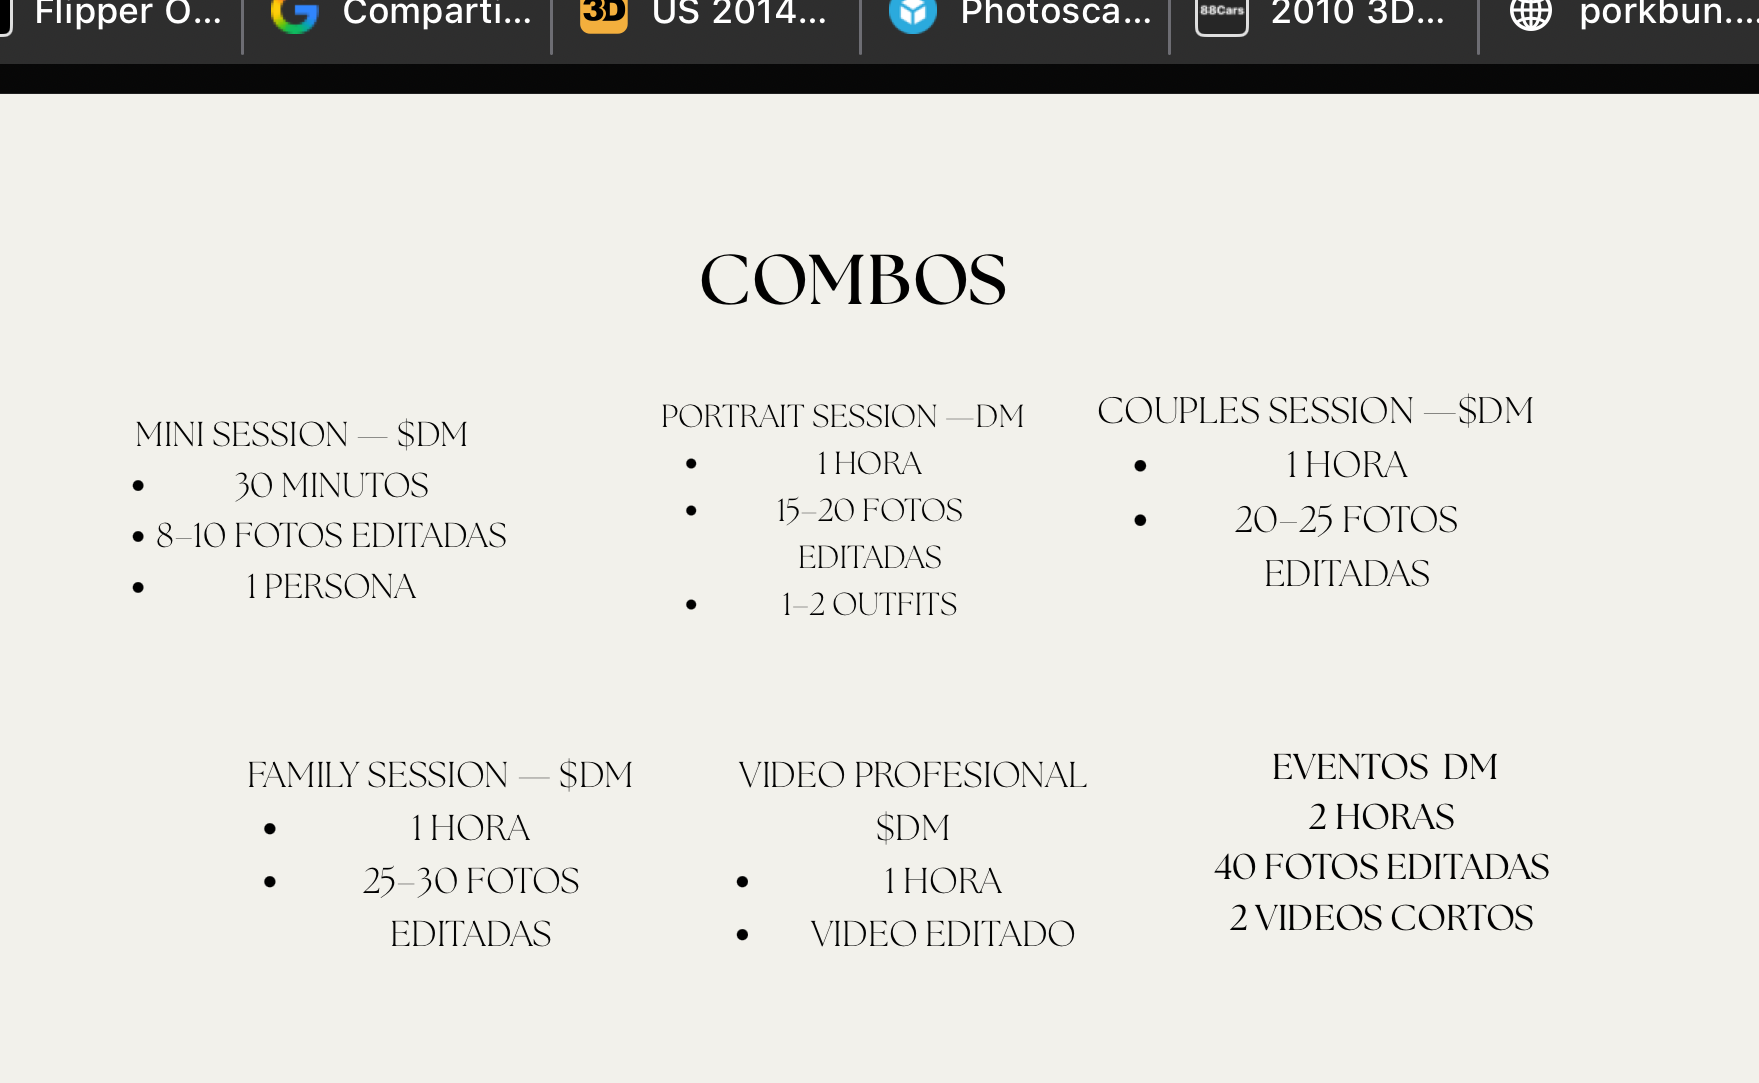 Flipper O...
Comparti...
3D
US 2014...
Photosca...
88Cars
2010 3D...
porkbun....
COMBOS
MINI SESSION — $DM
• 30 MINUTOS
• 8–10 FOTOS EDITADAS
• 1 PERSONA
PORTRAIT SESSION —DM
• 1 HORA
• 15–20 FOTOS
EDITADAS
• 1–2 OUTFITS
COUPLES SESSION —$DM
• 1 HORA
• 20–25 FOTOS
EDITADAS
FAMILY SESSION — $DM
• 1 HORA
• 25–30 FOTOS
EDITADAS
VIDEO PROFESIONAL
$DM
• 1 HORA
• VIDEO EDITADO
EVENTOS DM
2 HORAS
40 FOTOS EDITADAS
2 VIDEOS CORTOS